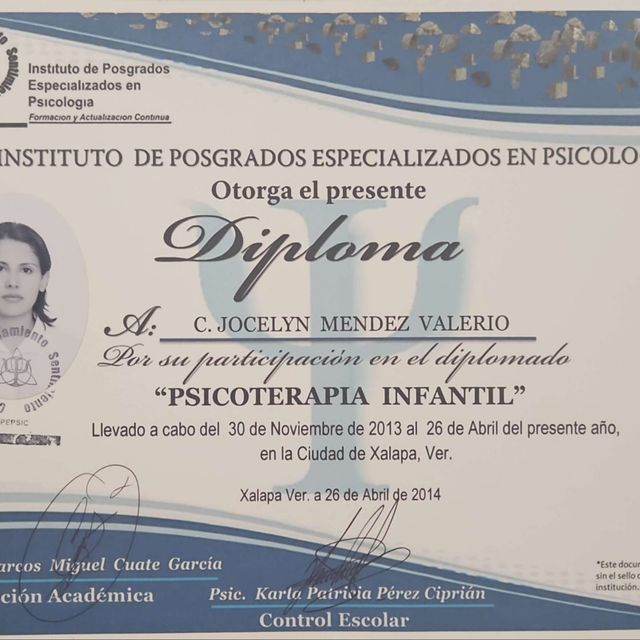 Sentimie
Instituto de Posgrados
Especializados en
Psicología
Formacion y Actualizacion Continua
INSTITUTO DE POSGRADOS ESPECIALIZADOS EN PSICOLO
Otorga el presente
Diploma
A: C. JOCELYN MENDEZ VALERIO
Por su participación en el diplomado
“PSICOTERAPIA INFANTIL”
Llevado a cabo del 30 de Noviembre de 2013 al 26 de Abril del presente año,
en la Ciudad de Xalapa, Ver.
Xalapa Ver. a 26 de Abril de 2014
amiento Sentimiento
PEPSIC
arcos Miguel Cuate García
ción Académica
Psic. Karla Patricia Pérez Ciprián
Control Escolar
*Este docu
sin el sello d
institución.